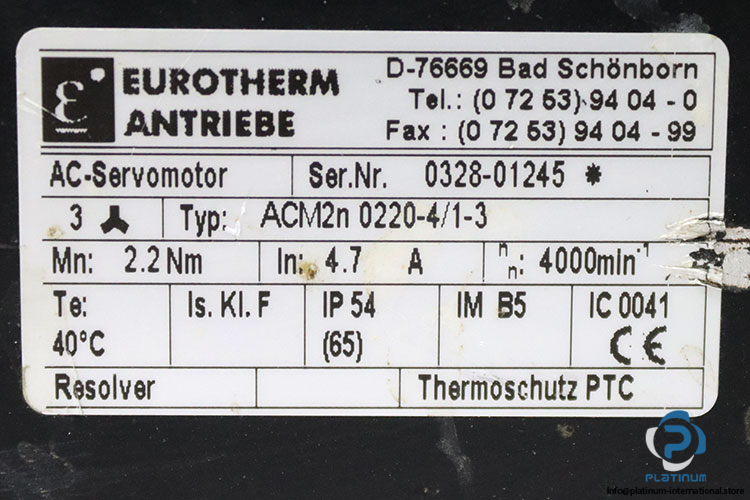 ε
EUROTHERM
ANTRIEBE
D-76669 Bad Schönborn
Tel.: (0 72 53) 94 04 - 0
Fax : (0 72 53) 94 04 - 99
AC-Servomotor Ser.Nr. 0328-01245 *
3 Typ: ACM2n 0220-4/1-3
Mn: 2.2 Nm In: 4.7 A nn: 4000min-1
Te: Is. Kl. F IP 54 IM B5 IC 0041
40°C (65) CE
Resolver Thermoschutz PTC
PLATINUM
info@platinum-international.store